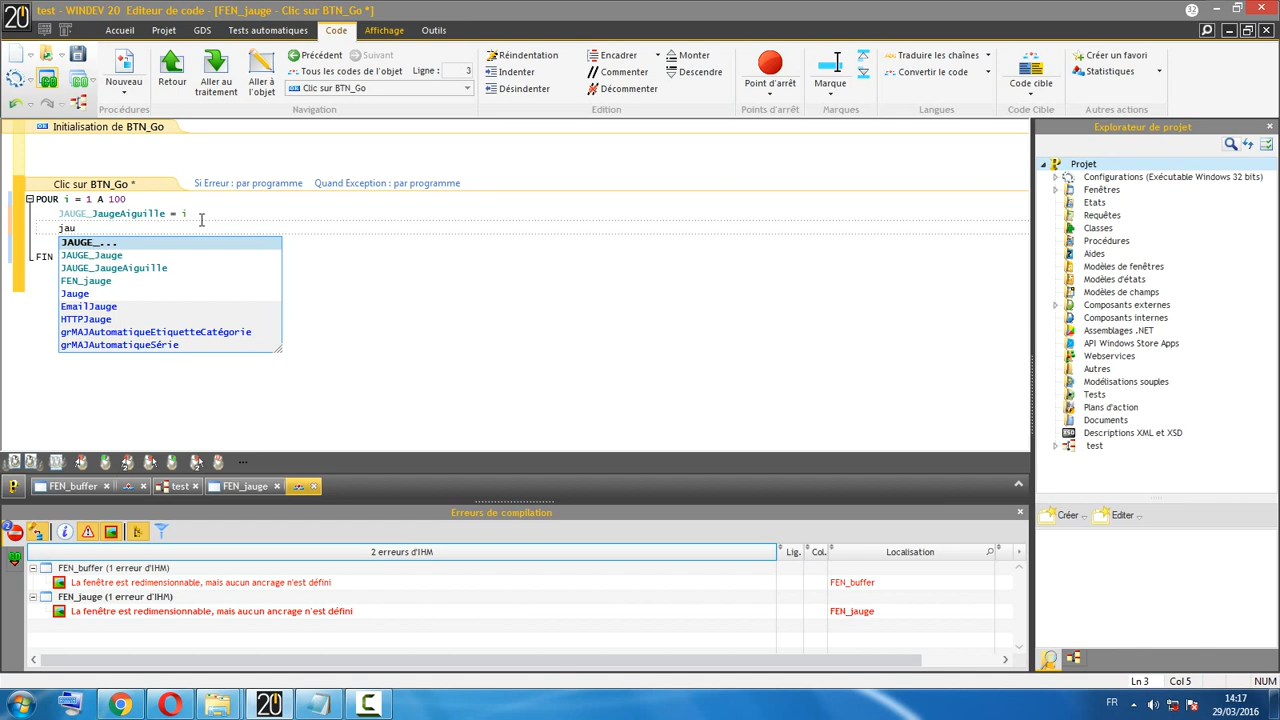 20
test - WINDEV 20 Editeur de code - [FEN_jauge - Clic sur BTN_Go *]
32
Accueil Projet GDS Tests automatiques Code Affichage Outils
Nouveau
Procédures
Retour
Aller au traitement
Aller à l'objet
Précédent Suivant
Tous les codes de l'objet Ligne : 3
Clic sur BTN_Go
Navigation
Réindentation
Indenter
Désindenter
Encadrer
// Commenter
// Décommenter
Monter
Descendre
Edition
Point d'arrêt
Points d'arrêt
Marque
Marques
Traduire les chaînes
Convertir le code
Langues
Code cible
Code Cible
Créer un favori
Statistiques
Autres actions
Initialisation de BTN_Go
Clic sur BTN_Go * Si Erreur : par programme Quand Exception : par programme
POUR i = 1 A 100
JAUGE_JaugeAiguille = i
jau
FIN
JAUGE_...
JAUGE_Jauge
JAUGE_JaugeAiguille
FEN_jauge
Jauge
EmailJauge
HTTPJauge
grMAJAutomatiqueEtiquetteCatégorie
grMAJAutomatiqueSérie
Explorateur de projet
Projet
Configurations (Exécutable Windows 32 bits)
Fenêtres
Etats
Requêtes
Classes
Procédures
Aides
Modèles de fenêtres
Modèles d'états
Modèles de champs
Composants externes
Composants internes
Assemblages .NET
API Windows Store Apps
Webservices
Autres
Modélisations souples
Tests
Plans d'action
Documents
Descriptions XML et XSD
test
Créer Editer
...
FEN_buffer test FEN_jauge
Erreurs de compilation
2 erreurs d'IHM Lig. Col. Localisation
FEN_buffer (1 erreur d'IHM)
La fenêtre est redimensionnable, mais aucun ancrage n'est défini FEN_buffer
FEN_jauge (1 erreur d'IHM)
La fenêtre est redimensionnable, mais aucun ancrage n'est défini FEN_jauge
Ln 3 Col 5 NUM
20
FR
14:17
29/03/2016